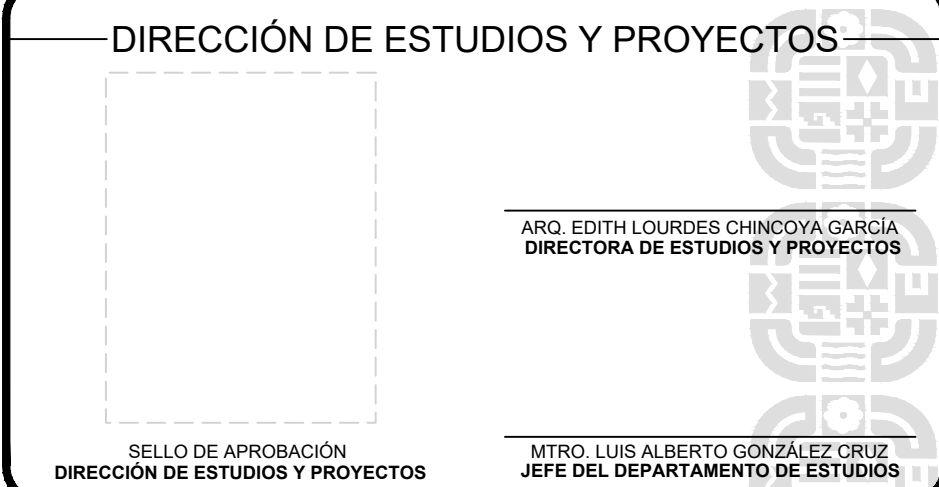 DIRECCIÓN DE ESTUDIOS Y PROYECTOS
ARQ. EDITH LOURDES CHINCOYA GARCÍA
DIRECTORA DE ESTUDIOS Y PROYECTOS
SELLO DE APROBACIÓN
DIRECCIÓN DE ESTUDIOS Y PROYECTOS
MTRO. LUIS ALBERTO GONZÁLEZ CRUZ
JEFE DEL DEPARTAMENTO DE ESTUDIOS